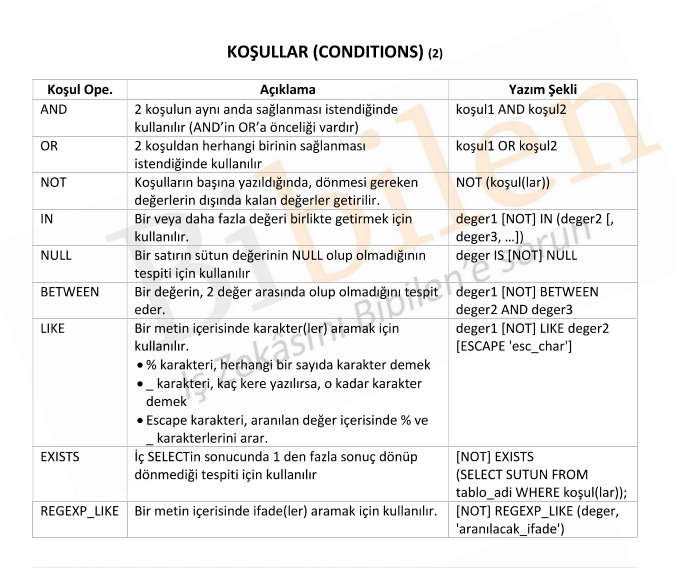 KOŞULLAR (CONDITIONS) (2)
Koşul Ope. Açıklama Yazım Şekli
AND 2 koşulun aynı anda sağlanması istendiğinde koşul1 AND koşul2
kullanılır (AND’in OR’a önceliği vardır)
OR 2 koşuldan herhangi birinin sağlanması koşul1 OR koşul2
istendiğinde kullanılır
NOT Koşulların başına yazıldığında, dönmesi gereken NOT (koşul(lar))
değerlerin dışında kalan değerler getirilir.
IN Bir veya daha fazla değeri birlikte getirmek için deger1 [NOT] IN (deger2 [,
kullanılır. deger3, …])
NULL Bir satırın sütun değerinin NULL olup olmadığının deger IS [NOT] NULL
tespiti için kullanılır
BETWEEN Bir değerin, 2 değer arasında olup olmadığını tespit deger1 [NOT] BETWEEN
eder. deger2 AND deger3
LIKE Bir metin içerisinde karakter(ler) aramak için deger1 [NOT] LIKE deger2
kullanılır. [ESCAPE 'esc_char']
• % karakteri, herhangi bir sayıda karakter demek
• _ karakteri, kaç kere yazılırsa, o kadar karakter
demek
• Escape karakteri, aranılan değer içerisinde % ve
_ karakterlerini arar.
EXISTS İç SELECTin sonucunda 1 den fazla sonuç dönüp [NOT] EXISTS
dönmediği tespiti için kullanılır (SELECT SUTUN FROM
tablo_adi WHERE koşul(lar));
REGEXP_LIKE Bir metin içerisinde ifade(ler) aramak için kullanılır. [NOT] REGEXP_LIKE (deger,
'aranılacak_ifade')
Bibilen
İş Zekâsını Bibilen'e sorun